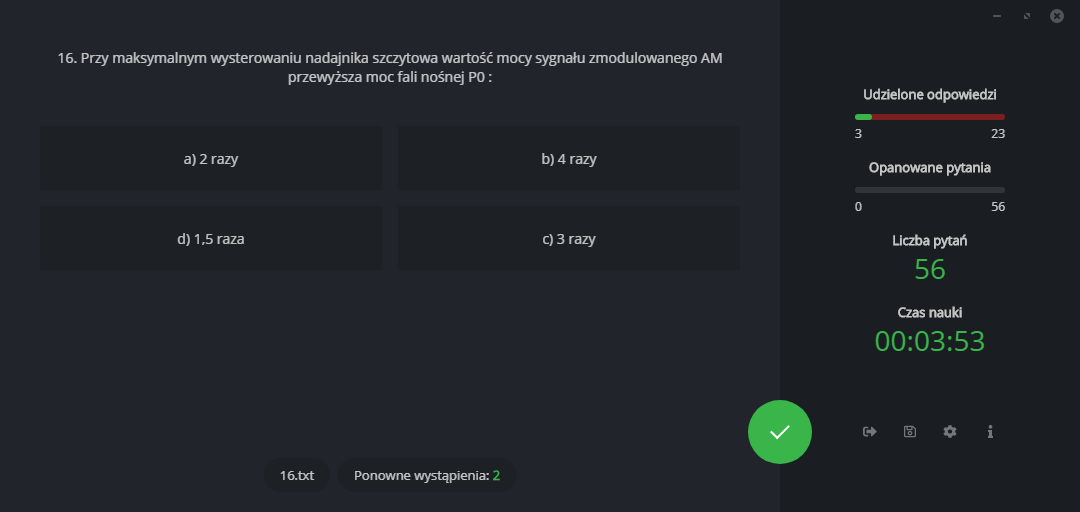 16. Przy maksymalnym wysterowaniu nadajnika szczytowa wartość mocy sygnału zmodulowanego AM
przewyższa moc fali nośnej P0 :
a) 2 razy
b) 4 razy
d) 1,5 raza
c) 3 razy
16.txt
Ponowne wystąpienia: 2
Udzielone odpowiedzi
3
23
Opanowane pytania
0
56
Liczba pytań
56
Czas nauki
00:03:53